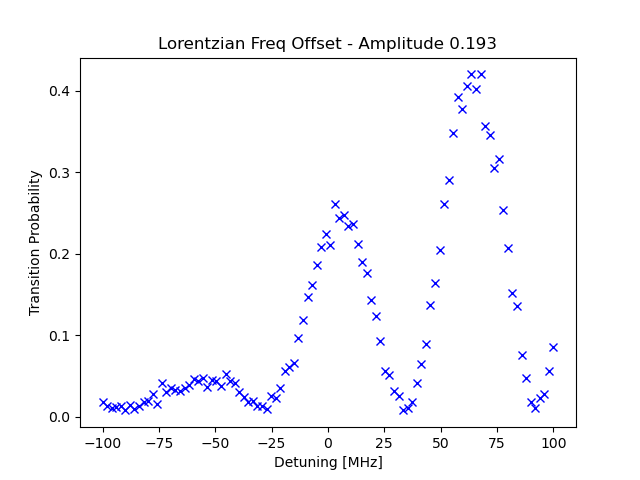 Lorentzian Freq Offset - Amplitude 0.193
Transition Probability
0.4
0.3
0.2
0.1
0.0
−100 −75 −50 −25 0 25 50 75 100
Detuning [MHz]